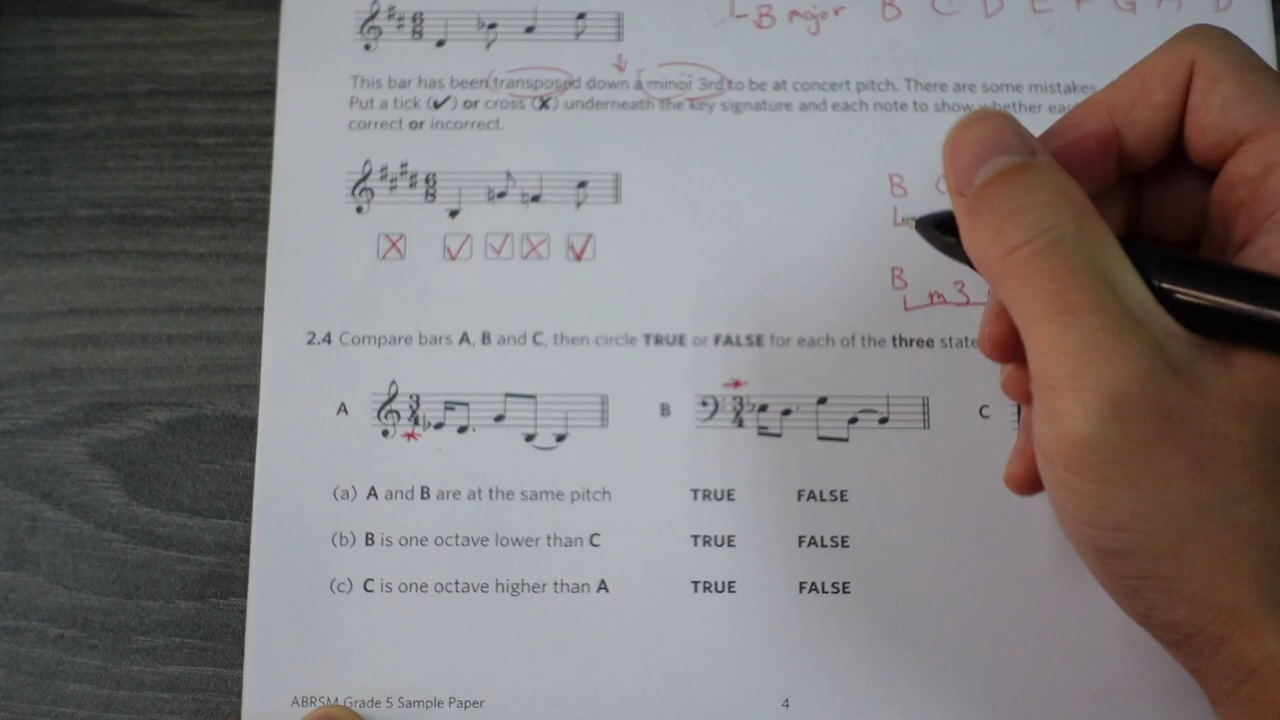 B major B C D E F G A B
This bar has been transposed down a minor 3rd to be at concert pitch. There are some mistakes.
Put a tick (✔) or cross (✘) underneath the key signature and each note to show whether
correct or incorrect.
B
B
m3
2.4 Compare bars A, B and C, then circle TRUE or FALSE for each of the three
A B C
(a) A and B are at the same pitch TRUE FALSE
(b) B is one octave lower than C TRUE FALSE
(c) C is one octave higher than A TRUE FALSE
ABRSM Grade 5 Sample Paper 4